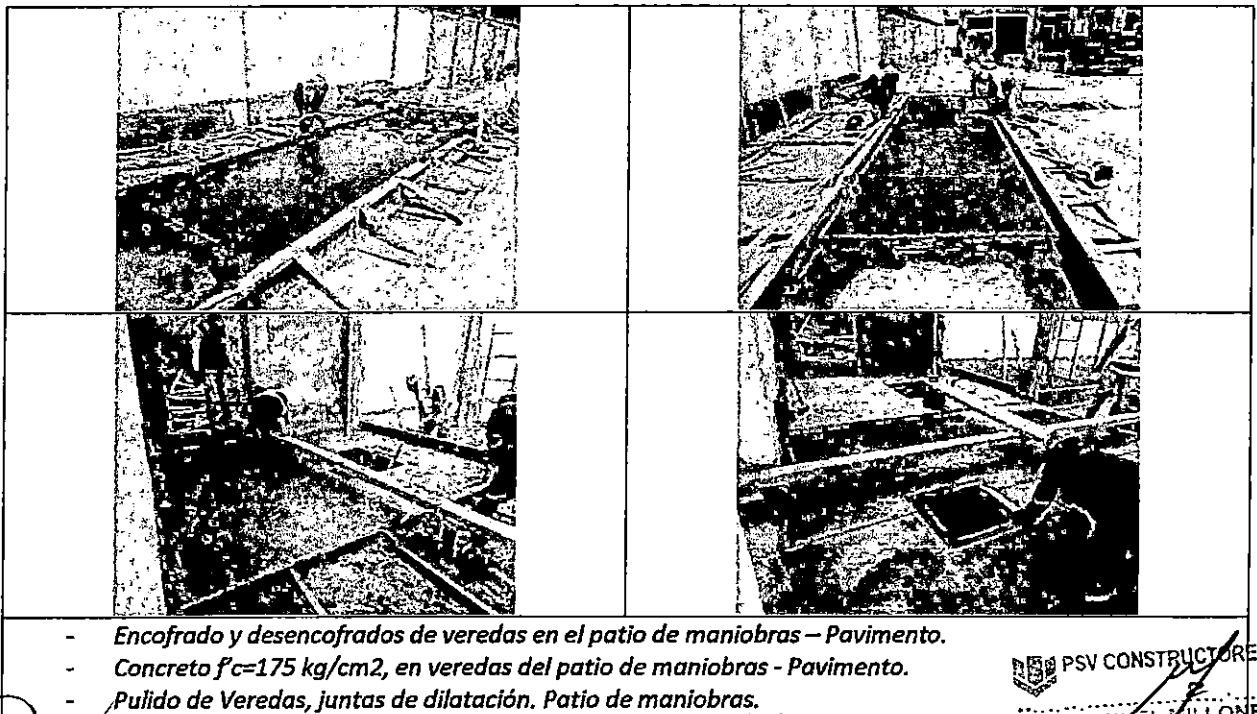 - Encofrado y desencofrados de veredas en el patio de maniobras – Pavimento.
- Concreto f'c=175 kg/cm2, en veredas del patio de maniobras - Pavimento.
- Pulido de Veredas, juntas de dilatación. Patio de maniobras.
PSV CONSTRUCTORE